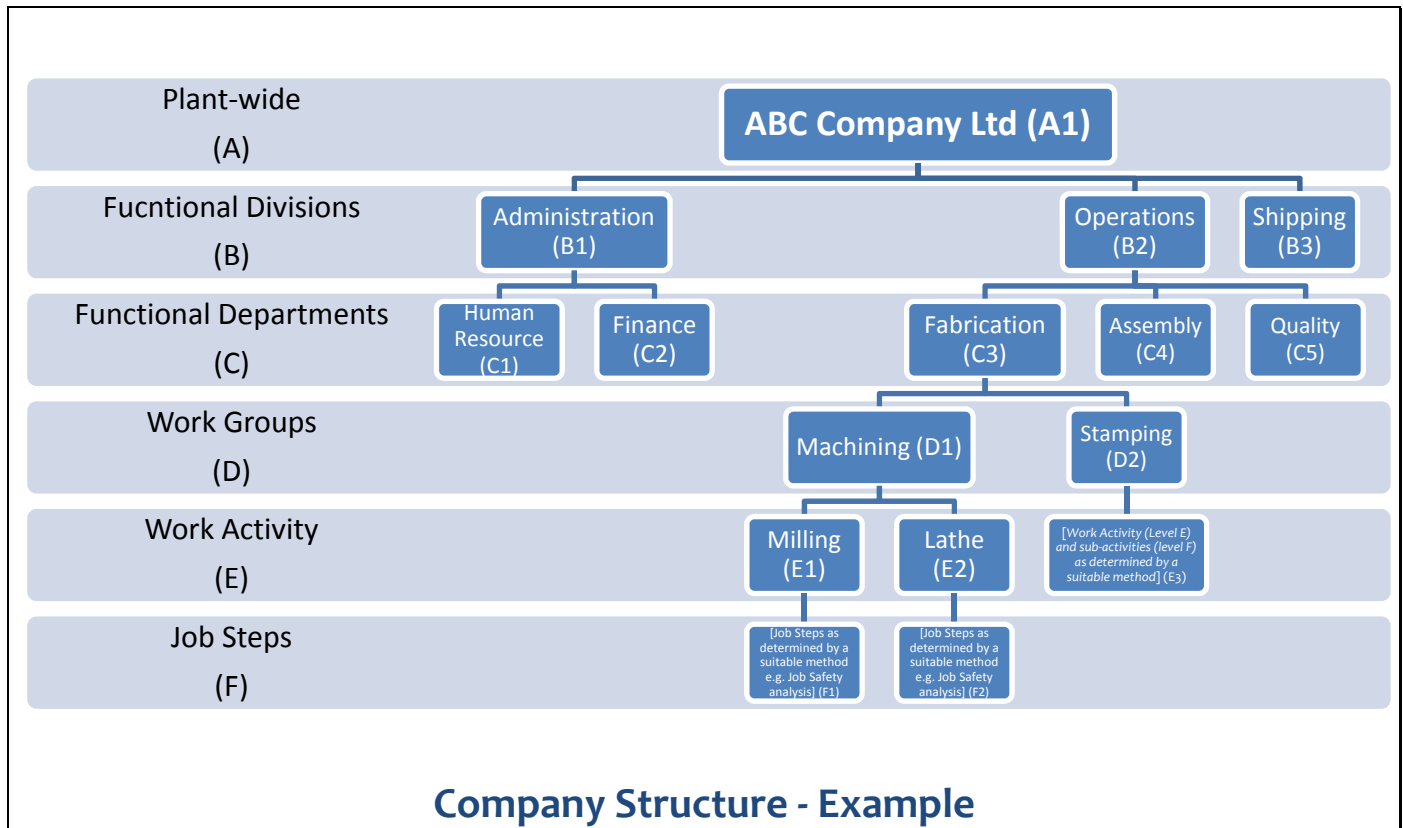 Plant-wide
(A)
ABC Company Ltd (A1)
Fucntional Divisions
(B)
Administration
(B1)
Operations
(B2)
Shipping
(B3)
Functional Departments
(C)
Human
Resource
(C1)
Finance
(C2)
Fabrication
(C3)
Assembly
(C4)
Quality
(C5)
Work Groups
(D)
Machining (D1)
Stamping
(D2)
Work Activity
(E)
Milling
(E1)
Lathe
(E2)
[Work Activity (Level E)
and sub-activities (level F)
as determined by a
suitable method] (E3)
Job Steps
(F)
[Job Steps as
determined by a
suitable method
e.g. Job Safety
analysis] (F1)
[Job Steps as
determined by a
suitable method
e.g. Job Safety
analysis] (F2)
Company Structure - Example